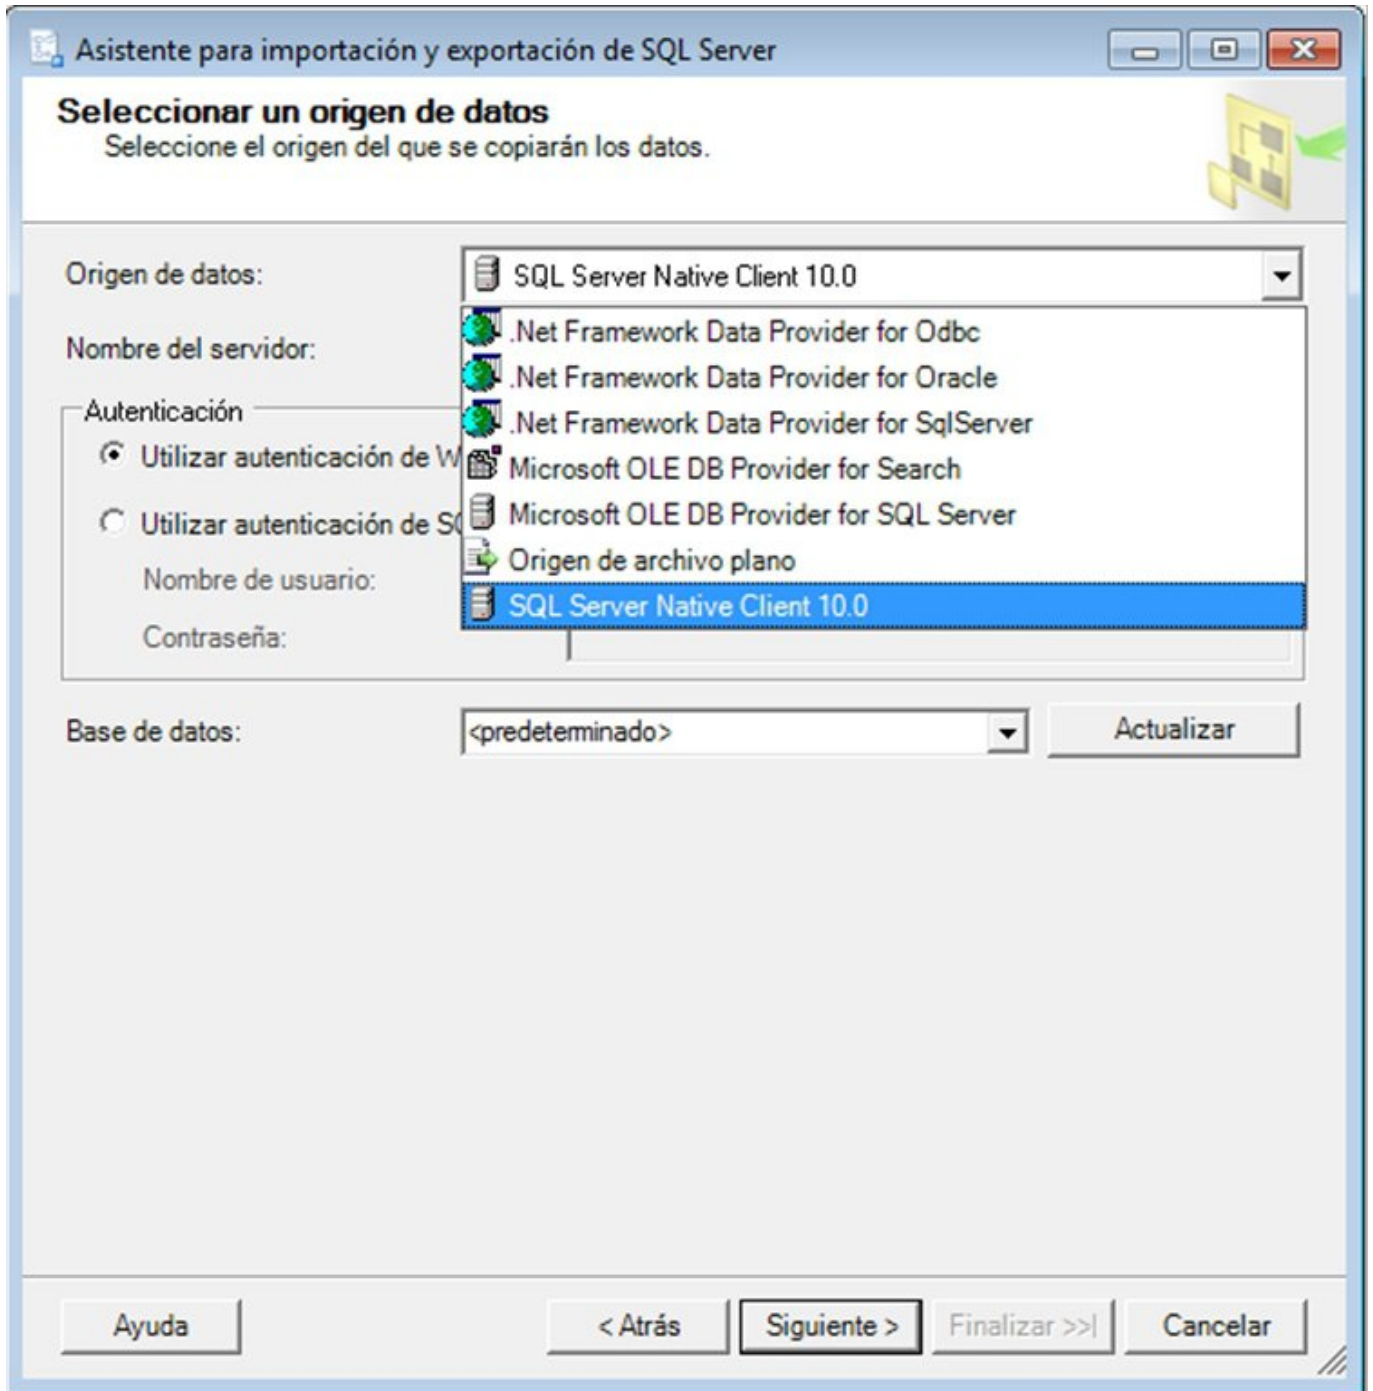 Asistente para importación y exportación de SQL Server
Seleccionar un origen de datos
Seleccione el origen del que se copiarán los datos.
Origen de datos:
SQL Server Native Client 10.0
.Net Framework Data Provider for Odbc
Nombre del servidor:
.Net Framework Data Provider for Oracle
.Net Framework Data Provider for SqlServer
Autenticación
Utilizar autenticación de W
Microsoft OLE DB Provider for Search
Microsoft OLE DB Provider for SQL Server
Utilizar autenticación de S
Origen de archivo plano
Nombre de usuario:
SQL Server Native Client 10.0
Contraseña:
Base de datos:
<predeterminado>
Actualizar
Ayuda
< Atrás
Siguiente >
Finalizar >>|
Cancelar